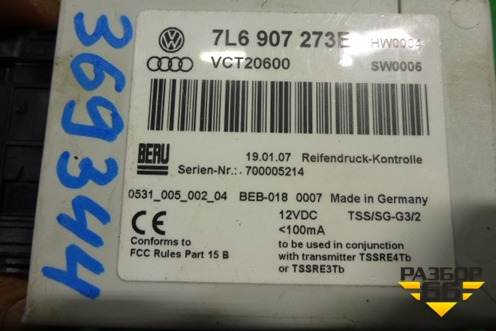 369344
7L6 907 273E HW0004
VCT20600 SW0006
BERU 19.01.07 Reifendruck-Kontrolle
Serien-Nr.: 700005214
0531_005_002_04 BEB-018 0007 Made in Germany
CE 12VDC TSS/SG-G3/2
<100mA
Conforms to to be used in conjunction
FCC Rules Part 15 B with transmitter TSSRE4Tb
or TSSRE3Tb
РАЗБОР
66